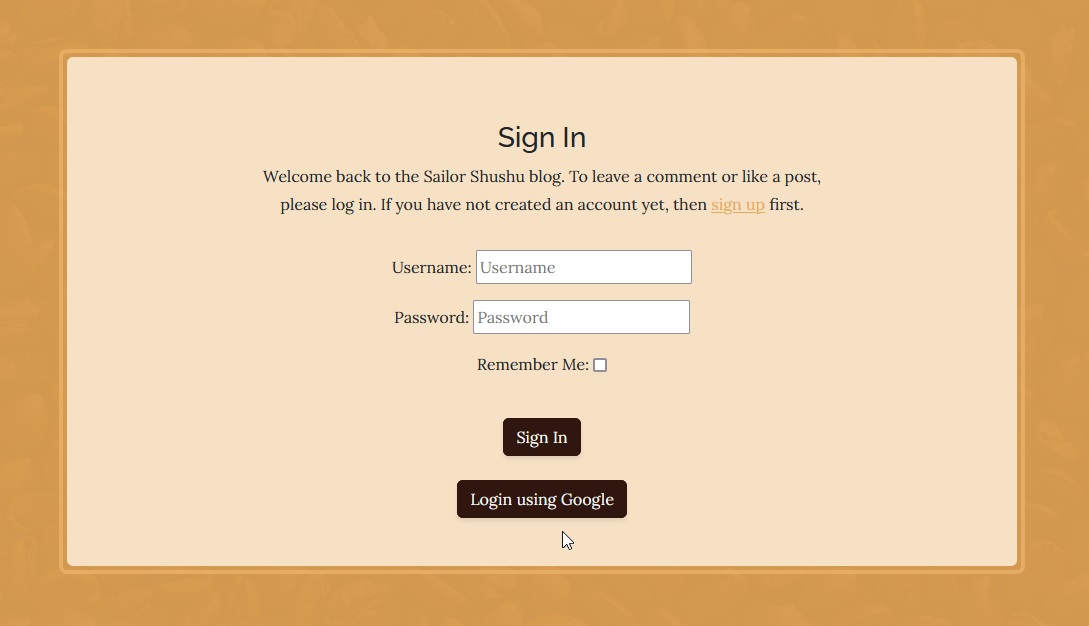 Sign In
Welcome back to the Sailor Shushu blog. To leave a comment or like a post,
please log in. If you have not created an account yet, then sign up first.
Username: Username
Password: Password
Remember Me:
Sign In
Login using Google